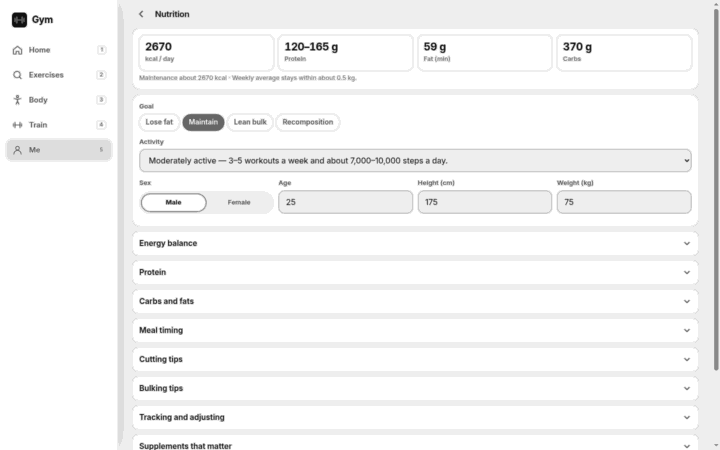 Gym
Home 1
Exercises 2
Body 3
Train 4
Me 5
Nutrition
2670
kcal / day
120–165 g
Protein
59 g
Fat (min)
370 g
Carbs
Maintenance about 2670 kcal · Weekly average stays within about 0.5 kg.
Goal
Lose fat
Maintain
Lean bulk
Recomposition
Activity
Moderately active — 3–5 workouts a week and about 7,000–10,000 steps a day.
Sex
Male
Female
Age
25
Height (cm)
175
Weight (kg)
75
Energy balance
Protein
Carbs and fats
Meal timing
Cutting tips
Bulking tips
Tracking and adjusting
Supplements that matter